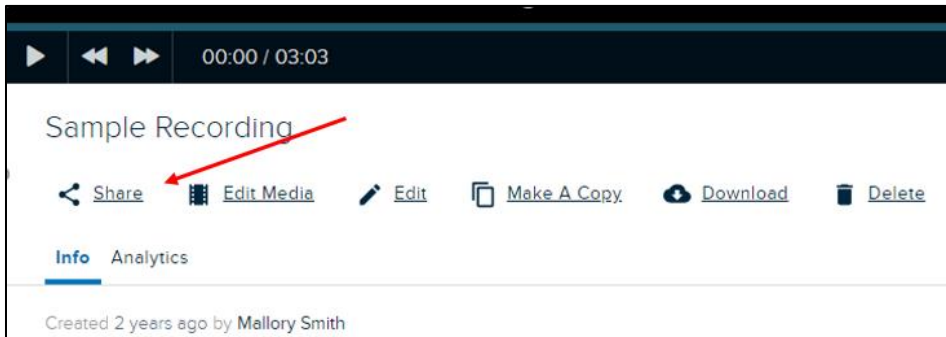 00:00 / 03:03
Sample Recording
Share Edit Media Edit Make A Copy Download Delete
Info Analytics
Created 2 years ago by Mallory Smith